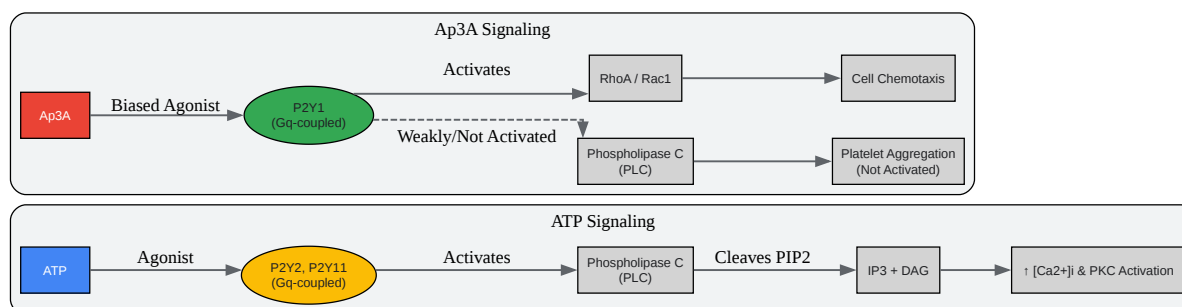 Ap3A Signaling
Ap3A
Biased Agonist
P2Y1
(Gq-coupled)
Activates
RhoA / Rac1
Cell Chemotaxis
Weakly/Not Activated
Phospholipase C
(PLC)
Platelet Aggregation
(Not Activated)
ATP Signaling
ATP
Agonist
P2Y2, P2Y11
(Gq-coupled)
Activates
Phospholipase C
(PLC)
Cleaves PIP2
IP3 + DAG
↑ [Ca2+]i & PKC Activation